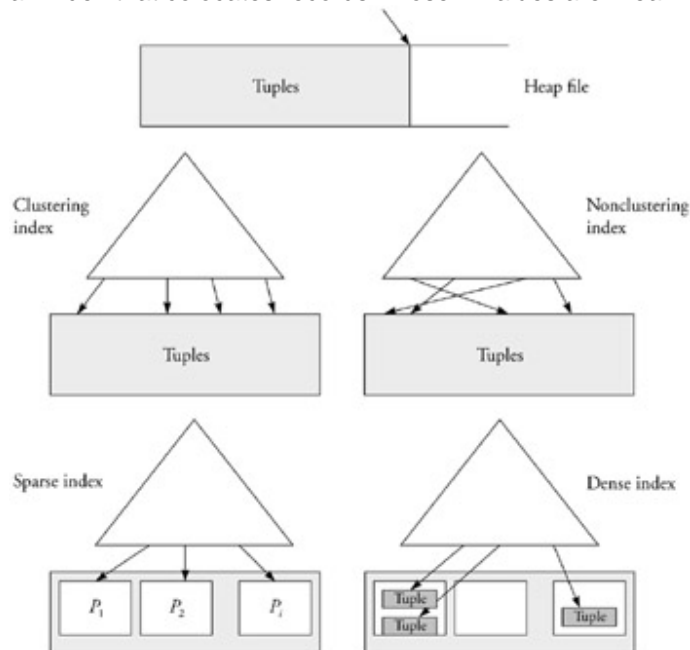 Tuples
Heap file
Clustering
index
Nonclustering
index
Tuples
Tuples
Sparse index
Dense index
P1
P2
Pi
Tuple
Tuple
Tuple